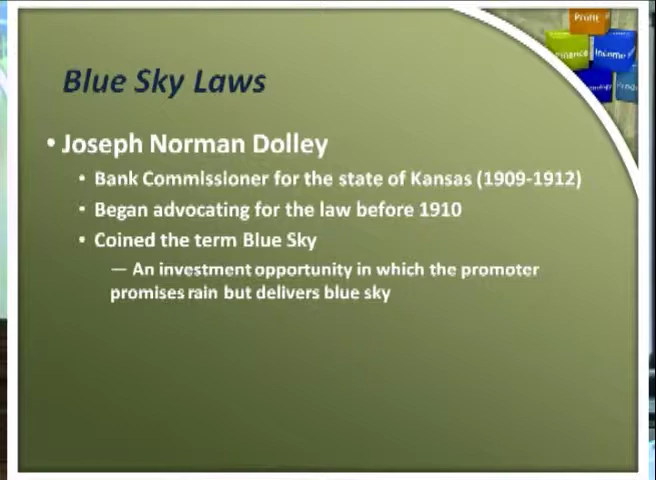 Profit
Finance
Income
Blue Sky Laws
• Joseph Norman Dolley
• Bank Commissioner for the state of Kansas (1909-1912)
• Began advocating for the law before 1910
• Coined the term Blue Sky
— An investment opportunity in which the promoter
promises rain but delivers blue sky